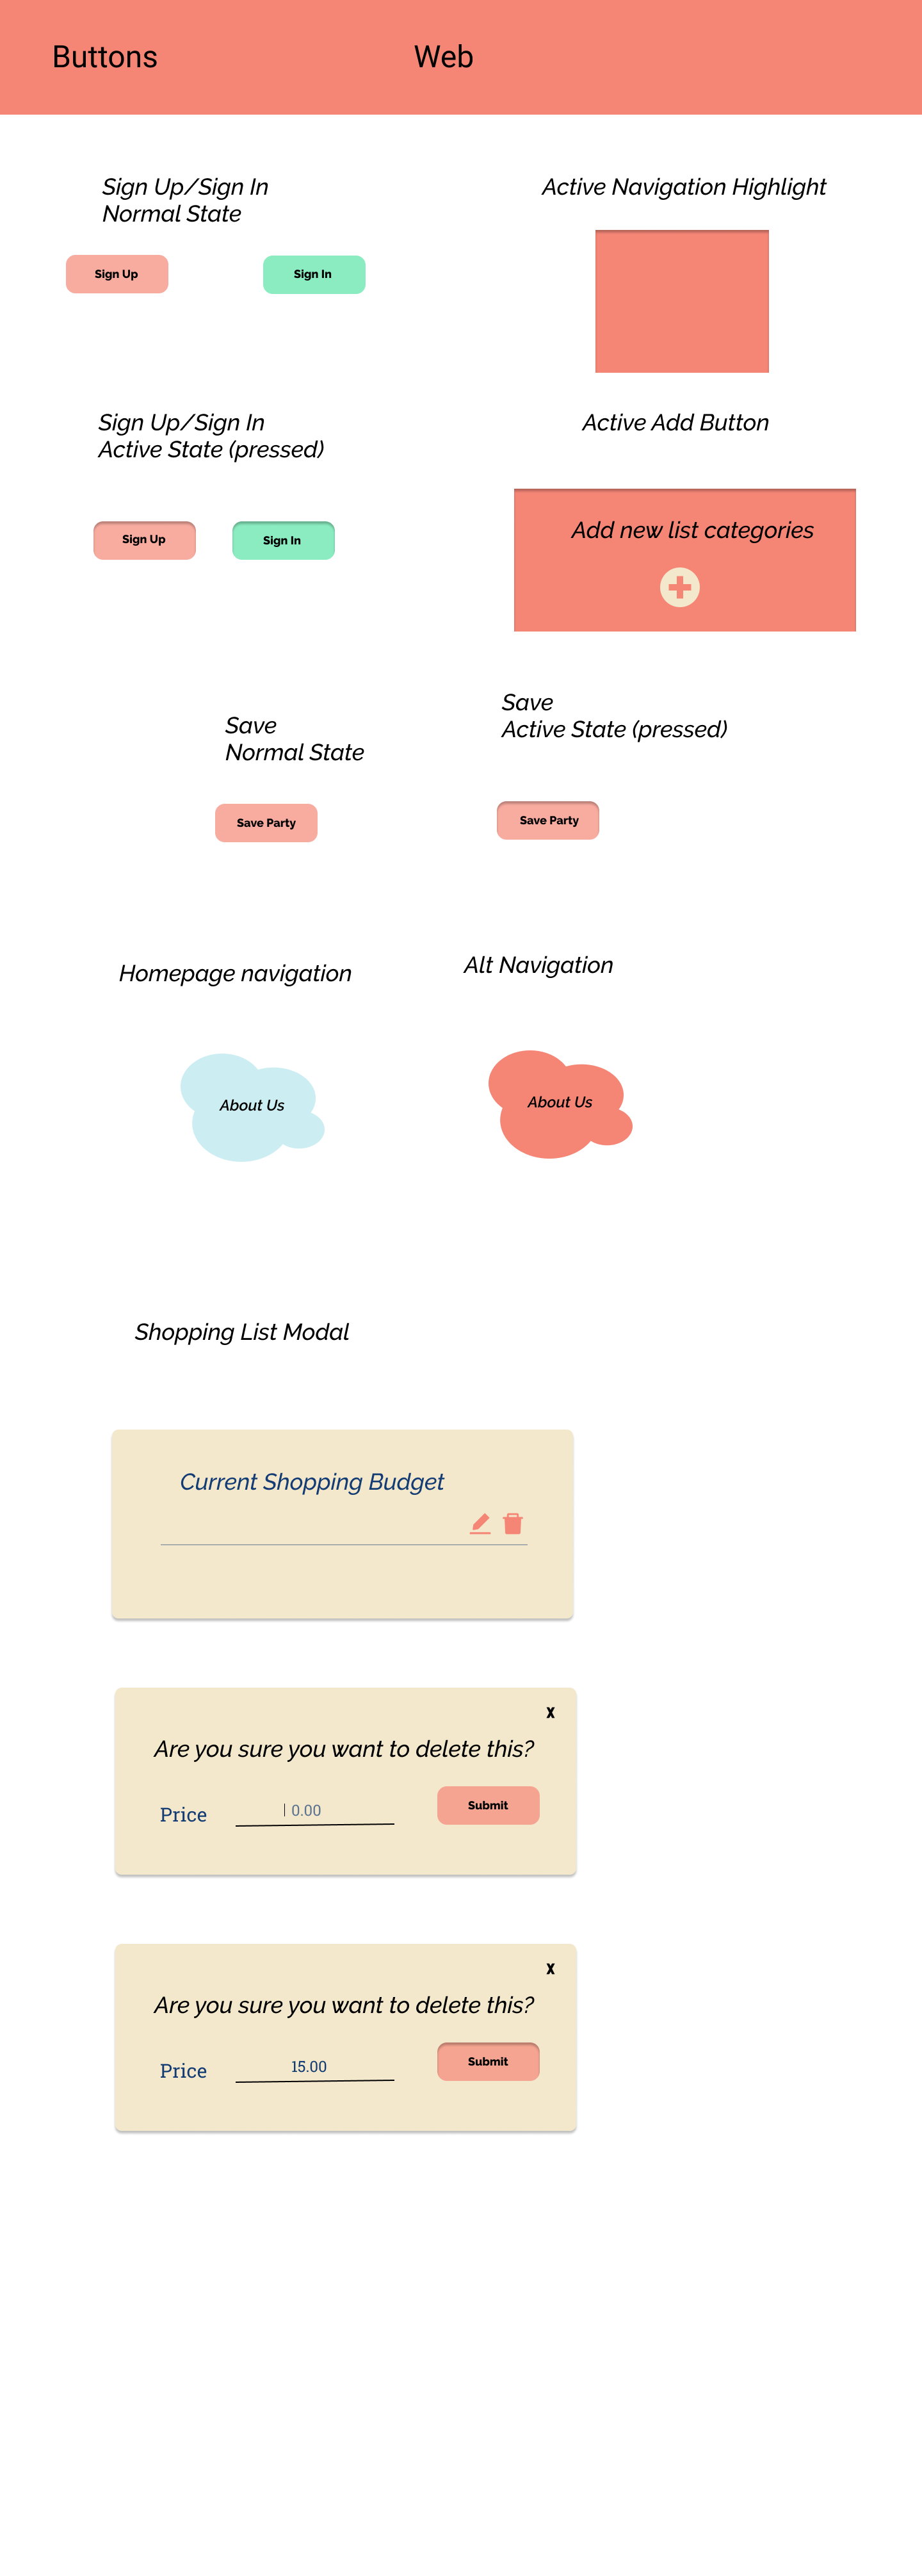 Buttons
Web
Sign Up/Sign In
Normal State
Sign Up
Sign In
Active Navigation Highlight
Sign Up/Sign In
Active State (pressed)
Sign Up
Sign In
Active Add Button
Add new list categories
Save
Normal State
Save Party
Save
Active State (pressed)
Save Party
Homepage navigation
About Us
Alt Navigation
About Us
Shopping List Modal
Current Shopping Budget
X
Are you sure you want to delete this?
Price
0.00
Submit
X
Are you sure you want to delete this?
Price
15.00
Submit